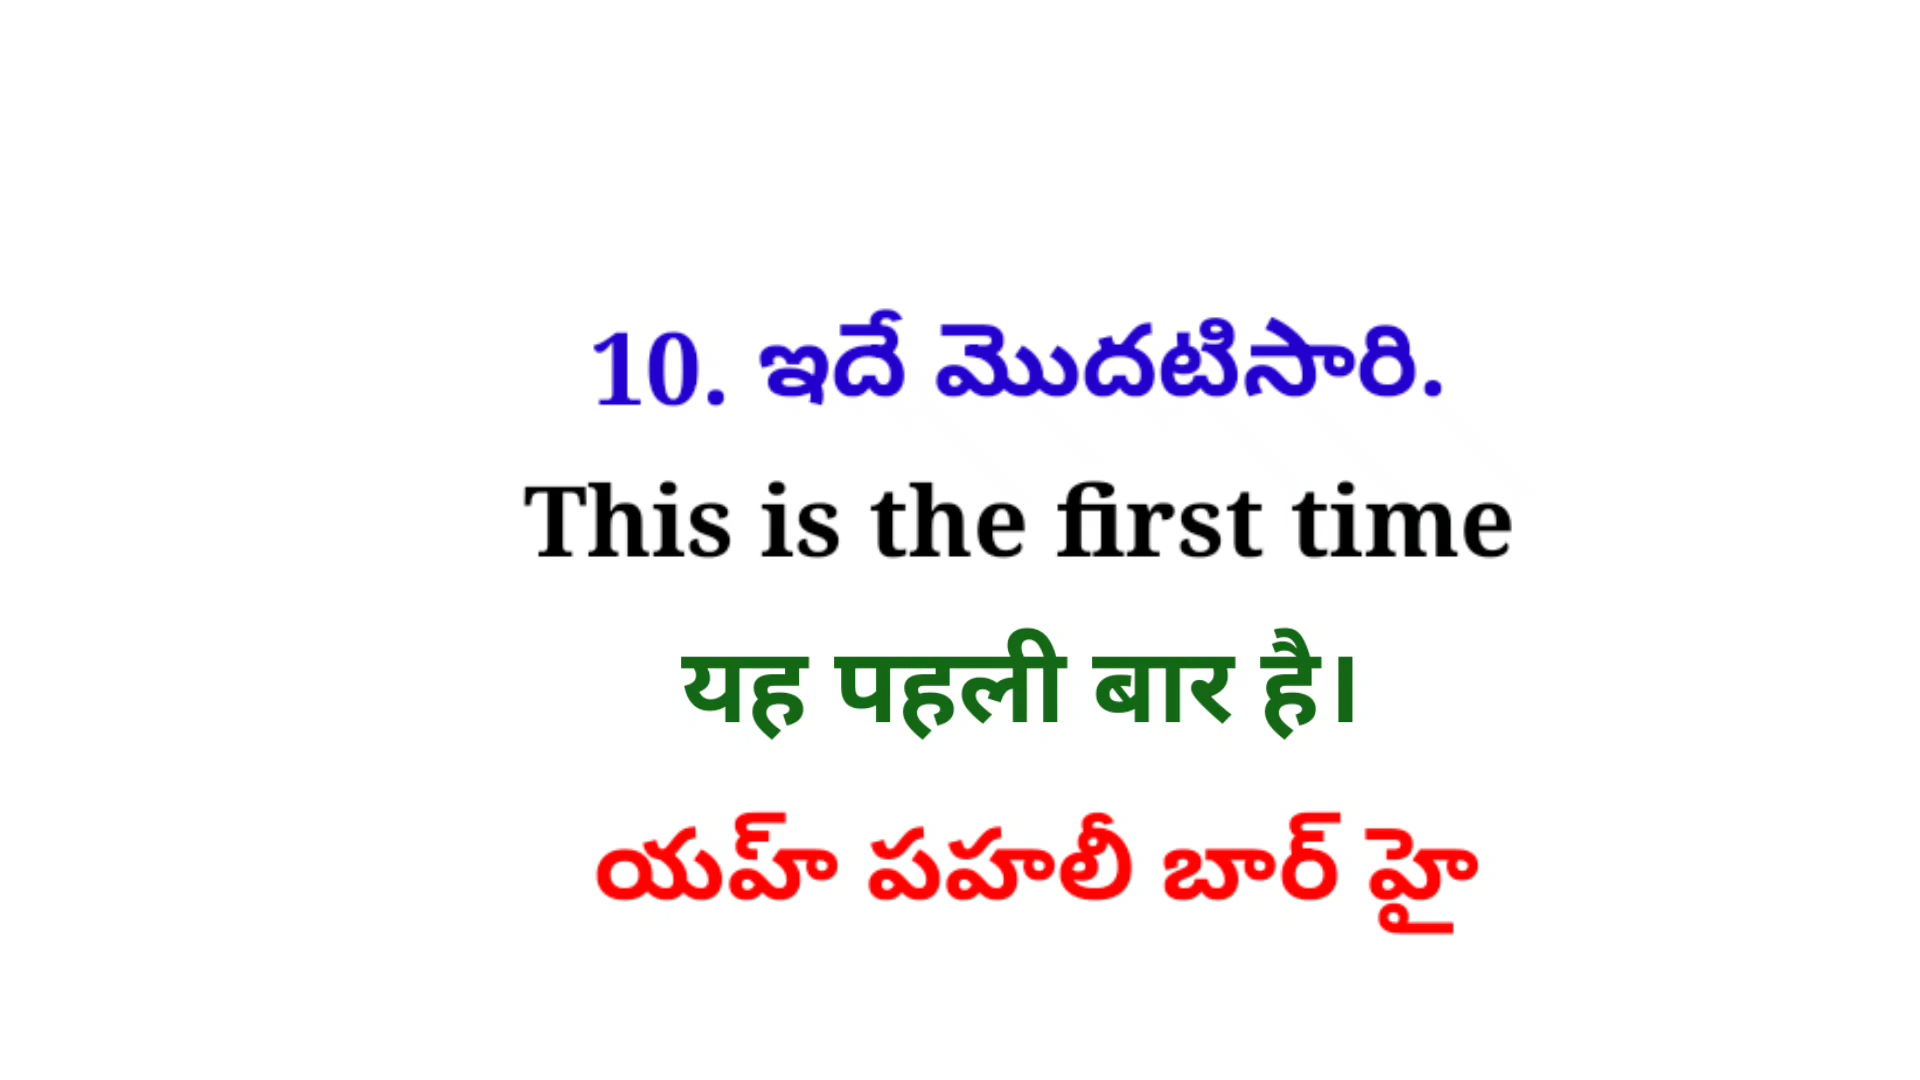 10. ఇదే మొదటిసారి.
This is the first time
यह पहली बार है।
యహ్ పహలీ బార్ హై